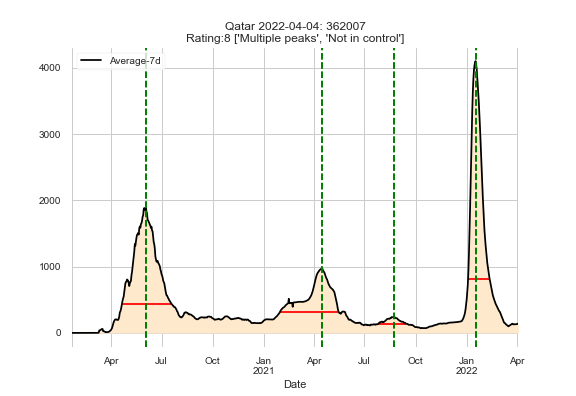 Qatar 2022-04-04: 362007
Rating:8 ['Multiple peaks', 'Not in control']
Average-7d
4000
3000
2000
1000
0
Apr Jul Oct Jan Apr Jul Oct Jan Apr
2021 2022
Date